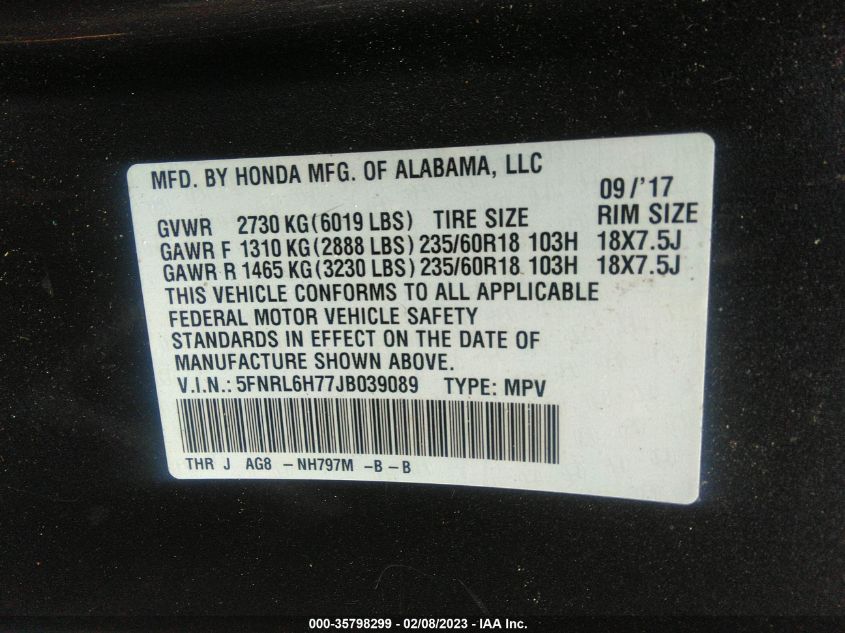 MFD. BY HONDA MFG. OF ALABAMA, LLC
09/'17
GVWR 2730 KG(6019 LBS) TIRE SIZE RIM SIZE
GAWR F 1310 KG(2888 LBS) 235/60R18 103H 18X7.5J
GAWR R 1465 KG(3230 LBS) 235/60R18 103H 18X7.5J
THIS VEHICLE CONFORMS TO ALL APPLICABLE
FEDERAL MOTOR VEHICLE SAFETY
STANDARDS IN EFFECT ON THE DATE OF
MANUFACTURE SHOWN ABOVE.
V.I.N.: 5FNRL6H77JB039089 TYPE: MPV
THR J AG8 -NH797M -B-B
000-35798299 - 02/08/2023 - IAA Inc.